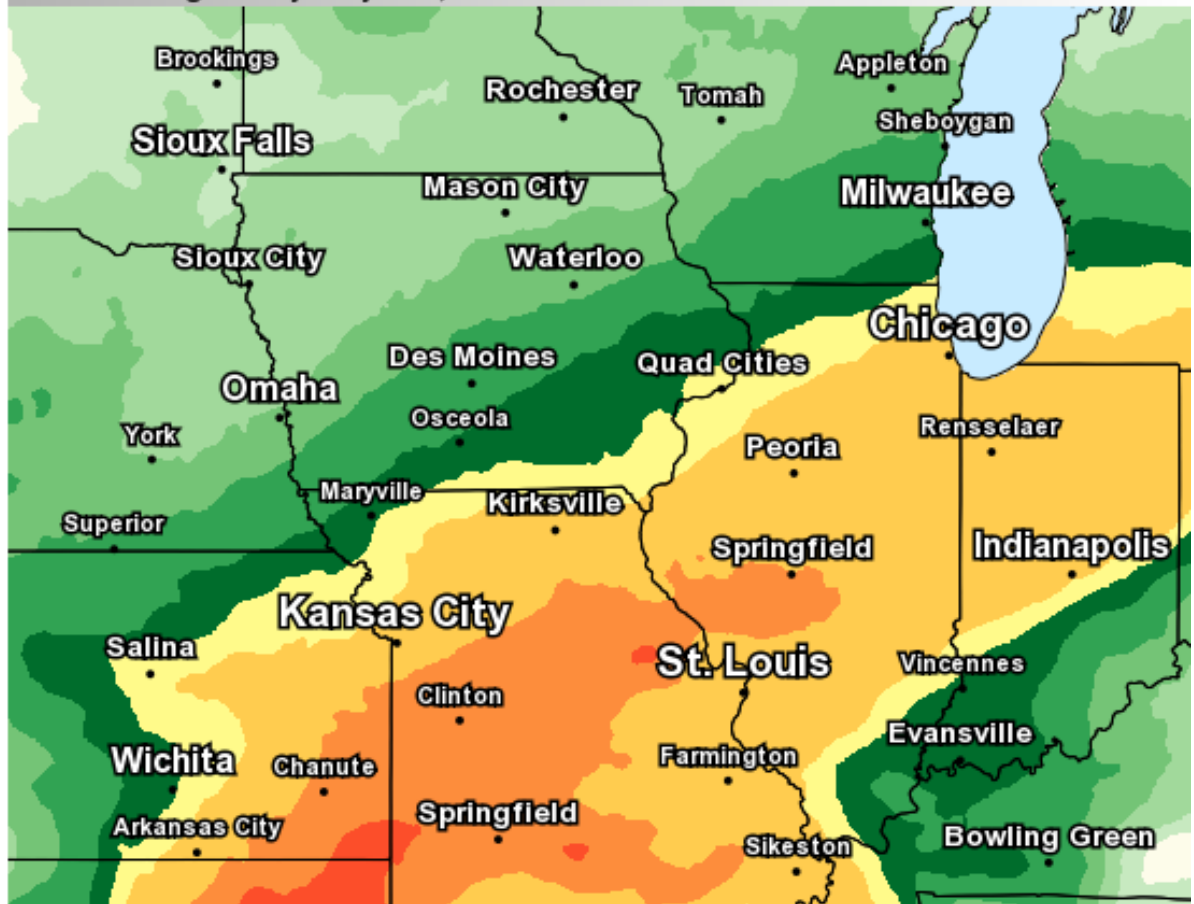 Brookings
Appleton
Rochester
Tomah
Sheboygan
Sioux Falls
Mason City
Milwaukee
Sioux City
Waterloo
Chicago
Des Moines
Quad Cities
Omaha
Osceola
York
Rensselaer
Peoria
Maryville
Kirksville
Superior
Springfield
Indianapolis
Kansas City
Salina
St. Louis
Vincennes
Clinton
Evansville
Wichita
Chanute
Farmington
Arkansas City
Springfield
Sikeston
Bowling Green